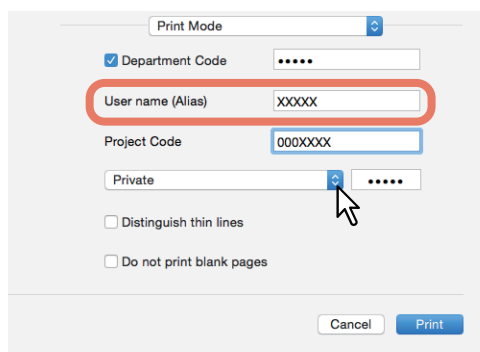 Print Mode
Department Code •••••
User name (Alias) XXXXX
Project Code 000XXXX
Private •••••
Distinguish thin lines
Do not print blank pages
Cancel Print